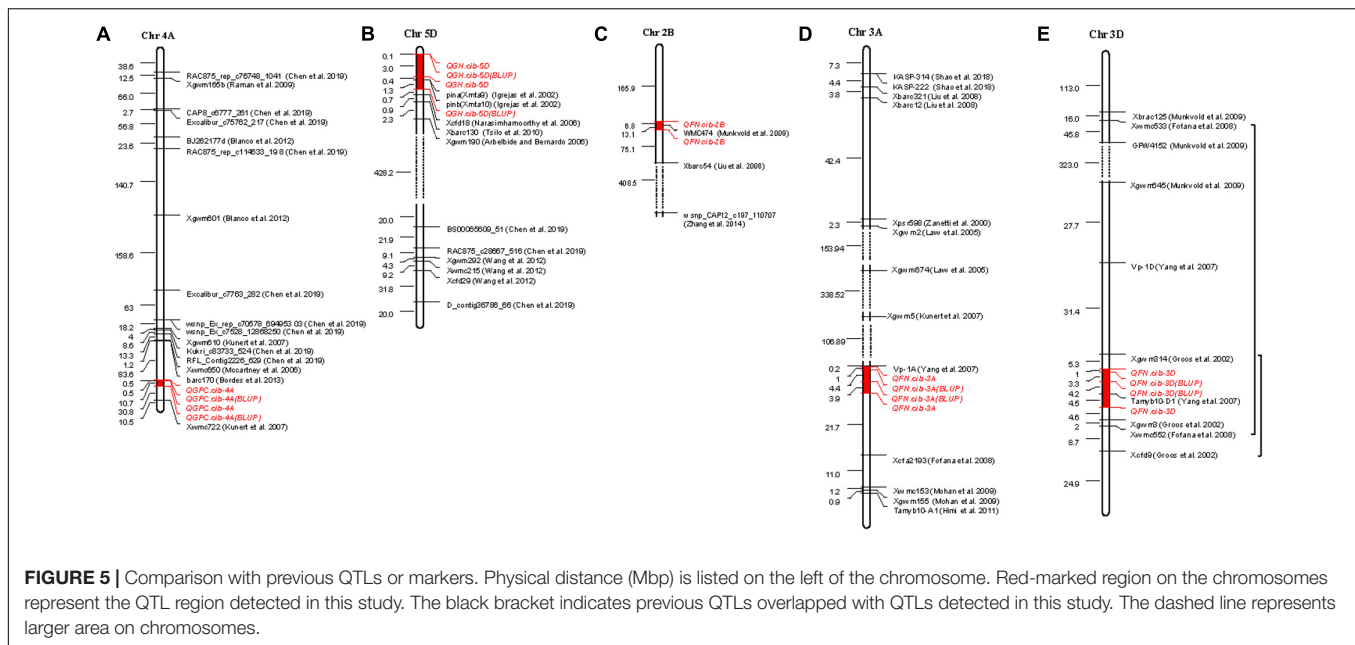 A
Chr 4A
38.6
12.5
66.0
2.7
56.8
23.6
140.7
158.6
63
18.2
4
8.6
13.3
1.2
83.6
0.5
0.5
10.7
30.8
10.5
RAC875_rep_c76748_1041 (Chen et al. 2019)
Xgwm165b (Raman et al. 2009)
CAP8_c6777_261 (Chen et al. 2019)
Excalibur_c75762_217 (Chen et al. 2019)
BJ262177d (Blanco et al. 2012)
RAC875_rep_c114633_198 (Chen et al. 2019)
Xgwm601 (Blanco et al. 2012)
Excalibur_c7763_282 (Chen et al. 2019)
wsnp_Ex_rep_c70578_69495303 (Chen et al. 2019)
wsnp_Ex_c7528_12868250 (Chen et al. 2019)
Xgwm610 (Kunert et al. 2007)
Kukri_c83733_524 (Chen et al. 2019)
RFL_Contig2226_629 (Chen et al. 2019)
Xwmc650 (Mccartney et al. 2006)
barc170 (Bordes et al. 2013)
QGPC.cib-4A
QGPC.cib-4A(BLUP)
QGPC.cib-4A
QGPC.cib-4A(BLUP)
Xwmc722 (Kunert et al. 2007)
B
Chr 5D
0.1
3.0
0.4
1.3
0.7
0.9
2.3
428.2
20.0
21.9
9.1
4.3
9.2
31.8
20.0
QGH.cib-5D
QGH.cib-5D(BLUP)
QGH.cib-5D
pina(Xmta9) (Igrejas et al. 2002)
pinb(Xmta10) (Igrejas et al. 2002)
QGH.cib-5D(BLUP)
Xcfd18 (Narasimhamoorthy et al. 2006)
Xbarc130 (Tsilo et al. 2010)
Xgwm190 (Arbelbide and Bernardo 2006)
BS00065609_51 (Chen et al. 2019)
RAC875_c28667_516 (Chen et al. 2019)
Xgwm292 (Wang et al. 2012)
Xwmc215 (Wang et al. 2012)
Xcfd29 (Wang et al. 2012)
D_contig36786_66 (Chen et al. 2019)
C
Chr 2B
165.9
6.8
13.1
75.1
408.5
QFN.cib-2B
WMC474 (Munkvold et al. 2009)
QFN.cib-2B
Xbarc54 (Liu et al. 2008)
wsnp_CAP12_c197_110707
(Zhang et al. 2014)
D
Chr 3A
7.3
4.4
3.8
42.4
2.3
153.94
338.52
106.89
0.2
1
4.4
3.9
21.7
11.0
1.2
0.9
KASP-314 (Shao et al. 2018)
KASP-222 (Shao et al. 2018)
Xbarc321 (Liu et al. 2008)
Xbarc12 (Liu et al. 2008)
Xpsr598 (Zanetti et al. 2000)
Xgwm2 (Law et al. 2005)
Xgwm674 (Law et al. 2005)
Xgwm5 (Kunert et al. 2007)
Vp-1A (Yang et al. 2007)
QFN.cib-3A
QFN.cib-3A(BLUP)
QFN.cib-3A(BLUP)
QFN.cib-3A
Xcfa2193 (Fofana et al. 2008)
Xwmc153 (Mohan et al. 2009)
Xgwm155 (Mohan et al. 2009)
Tamyb10-A1 (Himi et al. 2011)
E
Chr 3D
113.0
16.0
45.8
323.0
27.7
31.4
5.3
1
3.3
4.2
4.5
4.6
2
8.7
24.9
Xbrac125 (Munkvold et al. 2009)
Xwmc533 (Fofana et al. 2008)
GPW4152 (Munkvold et al. 2009)
Xgwm645 (Munkvold et al. 2009)
Vp-1D (Yang et al. 2007)
Xgwm314 (Groos et al. 2002)
QFN.cib-3D
QFN.cib-3D(BLUP)
QFN.cib-3D(BLUP)
Tamyb10-D1 (Yang et al. 2007)
QFN.cib-3D
Xgwm3 (Groos et al. 2002)
Xwmc552 (Fofana et al. 2008)
Xcfd9 (Groos et al. 2002)
FIGURE 5 | Comparison with previous QTLs or markers. Physical distance (Mbp) is listed on the left of the chromosome. Red-marked region on the chromosomes
represent the QTL region detected in this study. The black bracket indicates previous QTLs overlapped with QTLs detected in this study. The dashed line represents
larger area on chromosomes.